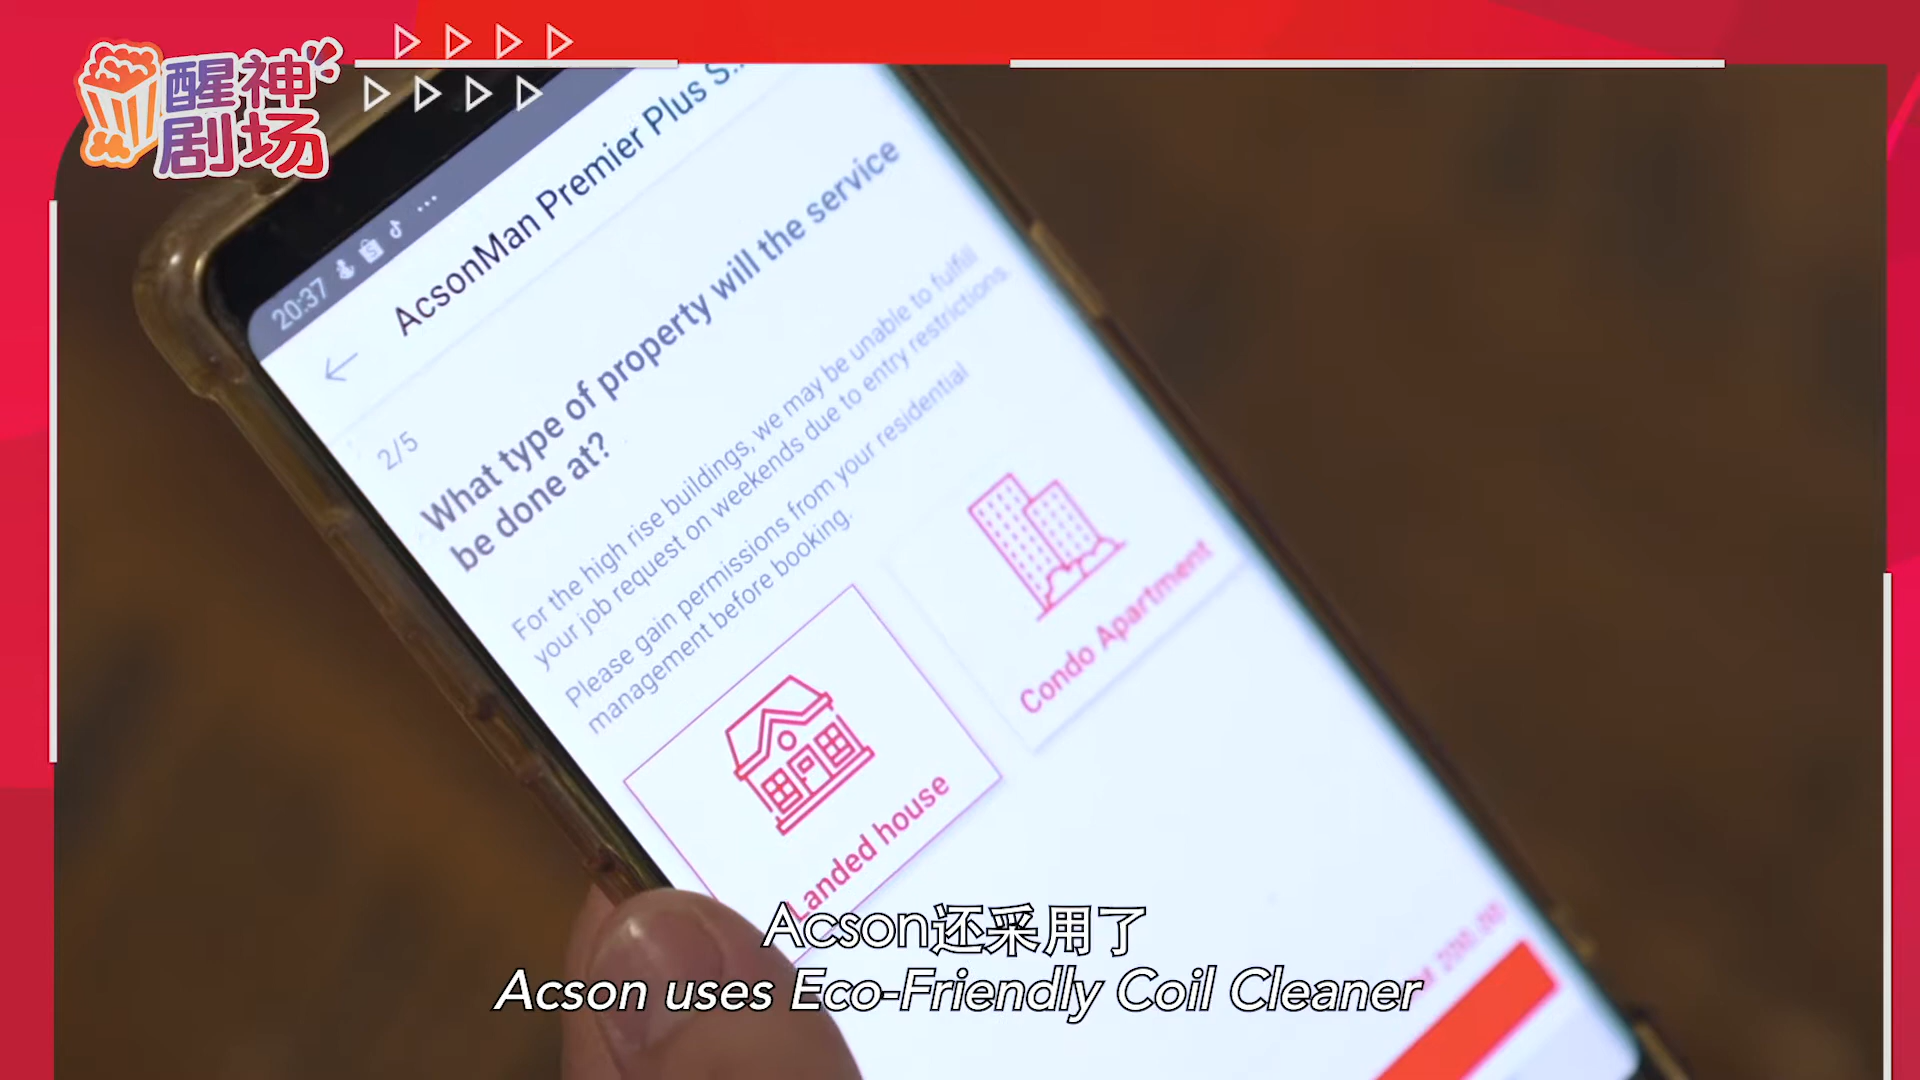 醒神
剧场
20:37
AcsonMan Premier Plus S...
2/5
What type of property will the service
be done at?
For the high rise buildings, we may be unable to fulfill
your job request on weekends due to entry restrictions.
Please gain permissions from your residential
management before booking.
Landed house
Condo Apartment
Acson还采用了
Acson uses Eco-Friendly Coil Cleaner